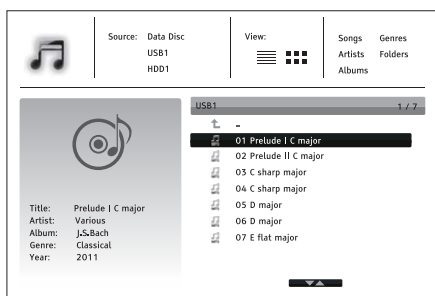 Source: Data Disc
USB1
HDD1
View:
Songs Genres
Artists Folders
Albums
USB1 1 / 7
-
01 Prelude I C major
02 Prelude II C major
03 C sharp major
04 C sharp major
05 D major
06 D major
07 E flat major
Title: Prelude I C major
Artist: Various
Album: J.S.Bach
Genre: Classical
Year: 2011